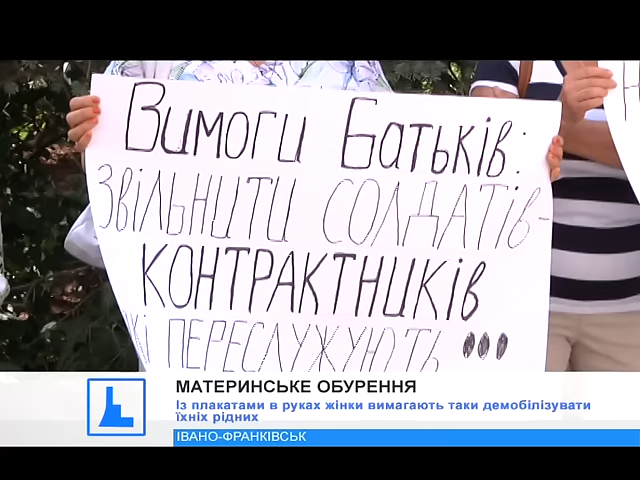 Вимоги Батьків:
ЗВІЛЬНИТИ СОЛДАТІВ-
КОНТРАКТНИКІВ
ЯКІ ПЕРЕСЛУЖУЮТЬ...
МАТЕРИНСЬКЕ ОБУРЕННЯ
Із плакатами в руках жінки вимагають таки демобілізувати
їхніх рідних
ІВАНО-ФРАНКІВСЬК